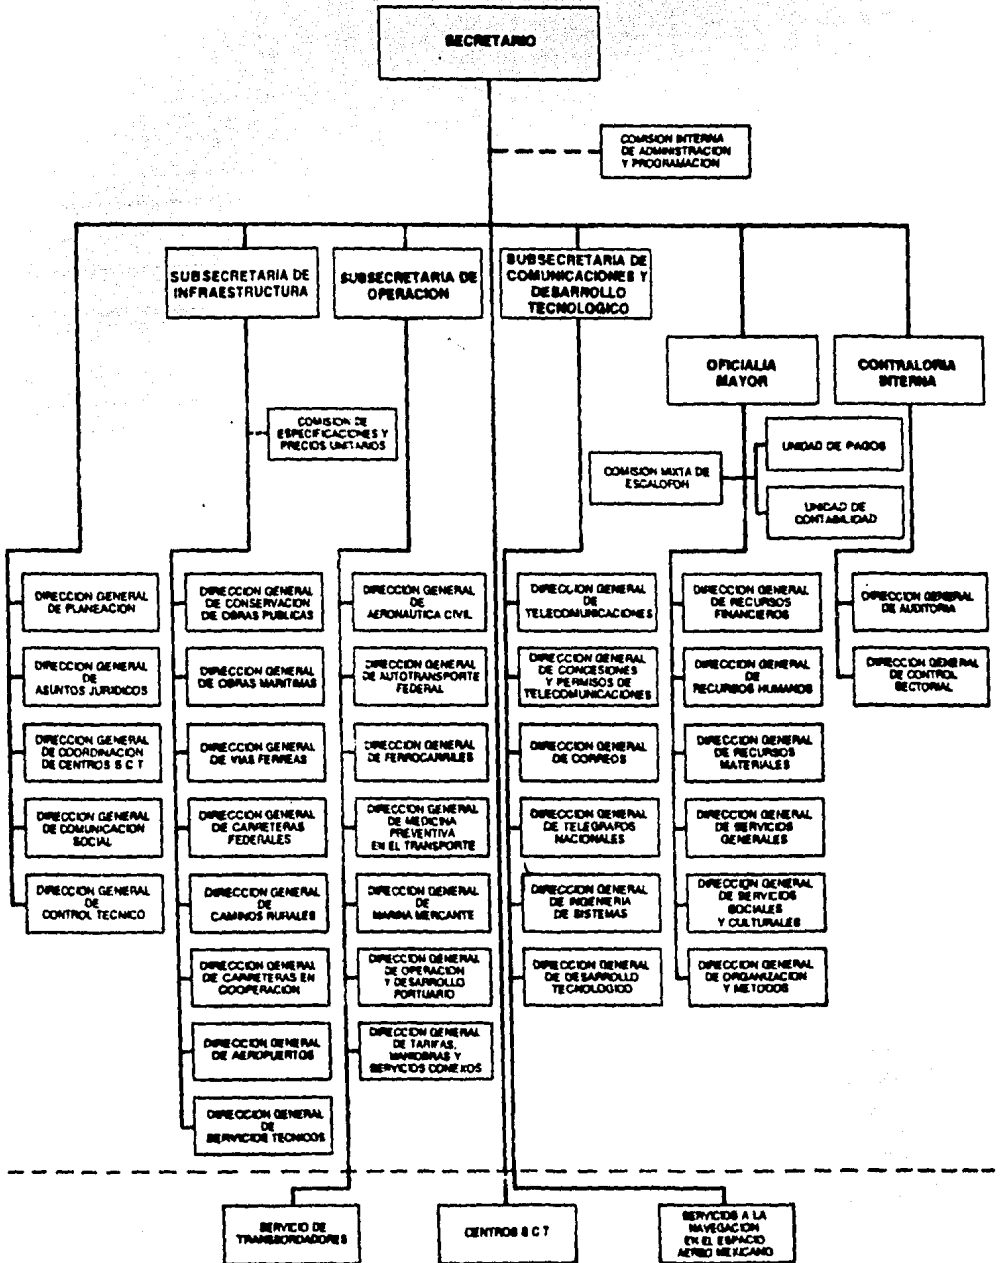 SECRETARIO
COMISION INTERNA
DE ADMINISTRACION
Y PROGRAMACION
SUBSECRETARIA DE
INFRAESTRUCTURA
SUBSECRETARIA DE
OPERACION
SUBSECRETARIA DE
COMUNICACIONES Y
DESARROLLO
TECNOLOGICO
OFICIALIA
MAYOR
CONTRALORIA
INTERNA
COMISION DE
ESPECIFICACIONES Y
PRECIOS UNITARIOS
COMISION MIXTA DE
ESCALOFON
UNIDAD DE PAGOS
UNIDAD DE
CONTABILIDAD
DIRECCION GENERAL
DE PLANEACION
DIRECCION GENERAL
DE
ASUNTOS JURIDICOS
DIRECCION GENERAL
DE COORDINACION
DE CENTROS S C T
DIRECCION GENERAL
DE COMUNICACION
SOCIAL
DIRECCION GENERAL
DE
CONTROL TECNICO
DIRECCION GENERAL
DE CONSERVACION
DE OBRAS PUBLICAS
DIRECCION GENERAL
DE OBRAS MARITIMAS
DIRECCION GENERAL
DE VIAS FERREAS
DIRECCION GENERAL
DE CARRETERAS
FEDERALES
DIRECCION GENERAL
DE
CAMINOS RURALES
DIRECCION GENERAL
DE CARRETERAS EN
COOPERACION
DIRECCION GENERAL
DE AEROPUERTOS
DIRECCION GENERAL
DE
SERVICIOS TECNICOS
DIRECCION GENERAL
DE
AERONAUTICA CIVIL
DIRECCION GENERAL
DE AUTOTRANSPORTE
FEDERAL
DIRECCION GENERAL
DE FERROCARRILES
DIRECCION GENERAL
DE MEDICINA
PREVENTIVA
EN EL TRANSPORTE
DIRECCION GENERAL
DE
MARINA MERCANTE
DIRECCION GENERAL
DE OPERACION
Y DESARROLLO
PORTUARIO
DIRECCION GENERAL
DE TARIFAS,
MANIOBRAS Y
SERVICIOS CONEXOS
DIRECCION GENERAL
DE
TELECOMUNICACIONES
DIRECCION GENERAL
DE CONCESIONES
Y PERMISOS DE
TELECOMUNICACIONES
DIRECCION GENERAL
DE CORREOS
DIRECCION GENERAL
DE TELEGRAFOS
NACIONALES
DIRECCION GENERAL
DE INGENIERIA
DE SISTEMAS
DIRECCION GENERAL
DE DESARROLLO
TECNOLOGICO
DIRECCION GENERAL
DE RECURSOS
FINANCIEROS
DIRECCION GENERAL
DE
RECURSOS HUMANOS
DIRECCION GENERAL
DE RECURSOS
MATERIALES
DIRECCION GENERAL
DE SERVICIOS
GENERALES
DIRECCION GENERAL
DE SERVICIOS
SOCIALES
Y CULTURALES
DIRECCION GENERAL
DE ORGANIZACION
Y METODOS
DIRECCION GENERAL
DE AUDITORIA
DIRECCION GENERAL
DE CONTROL
SECTORIAL
SERVICIO DE
TRANSBORDADORES
CENTROS S C T
SERVICIOS A LA
NAVEGACION
EN EL ESPACIO
AEREO MEXICANO